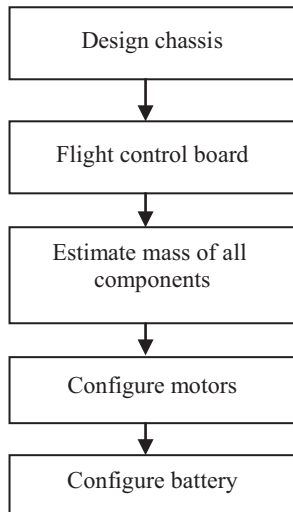 Design chassis
Flight control board
Estimate mass of all
components
Configure motors
Configure battery